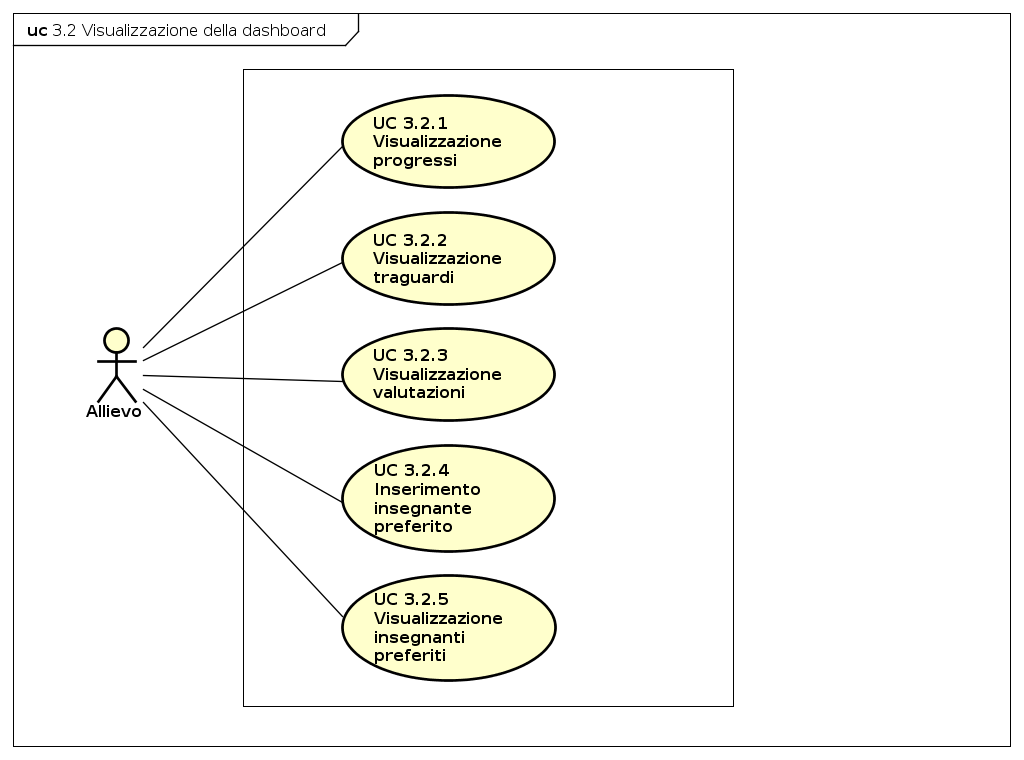 uc 3.2 Visualizzazione della dashboard
UC 3.2.1
Visualizzazione
progressi
UC 3.2.2
Visualizzazione
traguardi
UC 3.2.3
Visualizzazione
valutazioni
Allievo
UC 3.2.4
Inserimento
insegnante
preferito
UC 3.2.5
Visualizzazione
insegnanti
preferiti